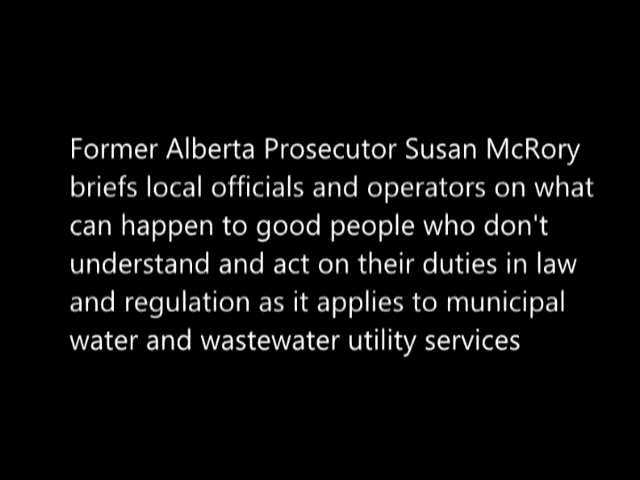 Former Alberta Prosecutor Susan McRory
briefs local officials and operators on what
can happen to good people who don't
understand and act on their duties in law
and regulation as it applies to municipal
water and wastewater utility services